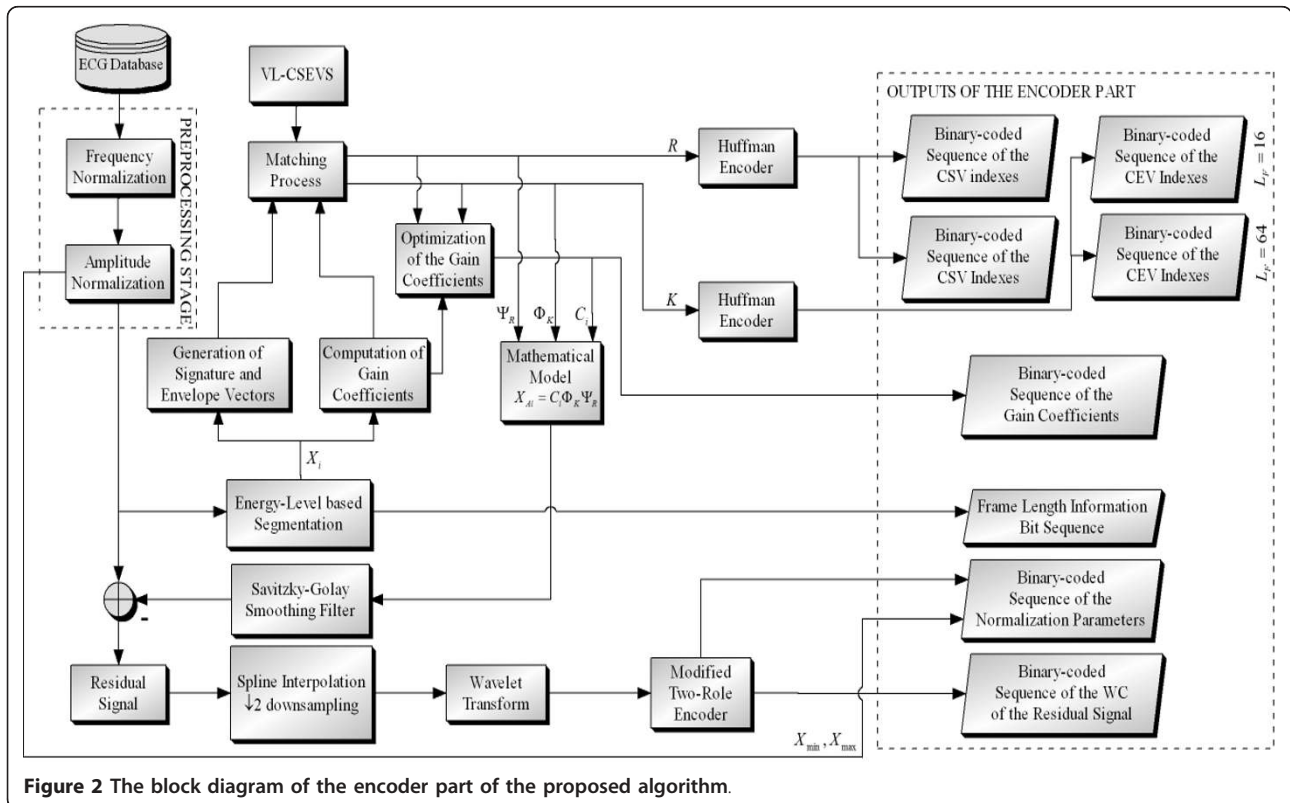 ECG Database
VL-CSEVS
OUTPUTS OF THE ENCODER PART
PREPROCESSING STAGE
Frequency
Normalization
Matching
Process
R
Huffman
Encoder
Binary-coded
Sequence of the
CSV indexes
Binary-coded
Sequence of the
CEV Indexes
L_F = 16
Amplitude
Normalization
Optimization
of the Gain
Coefficients
Binary-coded
Sequence of the
CSV Indexes
Binary-coded
Sequence of the
CEV Indexes
L_F = 64
K
Huffman
Encoder
Ψ_R
Φ_K
C_i
Generation of
Signature and
Envelope Vectors
Computation of
Gain
Coefficients
Mathematical
Model
X_Ai = C_i Φ_K Ψ_R
Binary-coded
Sequence of the
Gain Coefficients
X_i
Energy-Level based
Segmentation
Frame Length Information
Bit Sequence
Savitzky-Golay
Smoothing Filter
-
Binary-coded
Sequence of the
Normalization Parameters
Residual
Signal
Spline Interpolation
↓2 downsampling
Wavelet
Transform
Modified
Two-Role
Encoder
Binary-coded
Sequence of the WC
of the Residual Signal
X_min , X_max
Figure 2 The block diagram of the encoder part of the proposed algorithm.